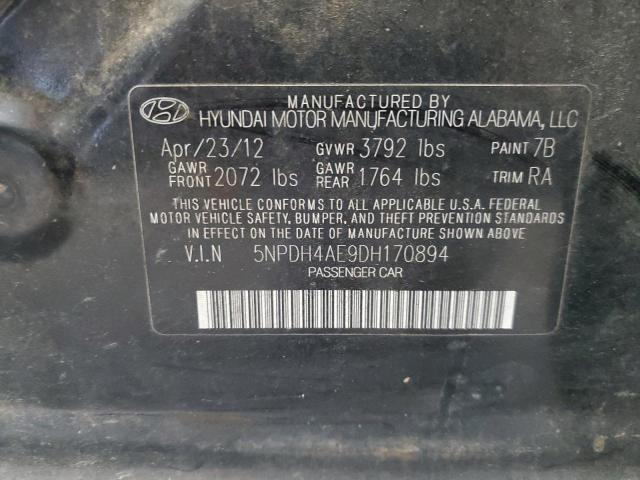 MANUFACTURED BY
HYUNDAI MOTOR MANUFACTURING ALABAMA, LLC
Apr/23/12 GVWR 3792 lbs PAINT 7B
GAWR FRONT 2072 lbs GAWR REAR 1764 lbs TRIM RA
THIS VEHICLE CONFORMS TO ALL APPLICABLE U.S.A. FEDERAL
MOTOR VEHICLE SAFETY, BUMPER, AND THEFT PREVENTION STANDARDS
IN EFFECT ON THE DATE OF MANUFACTURE SHOWN ABOVE.
V.I.N 5NPDH4AE9DH170894
PASSENGER CAR